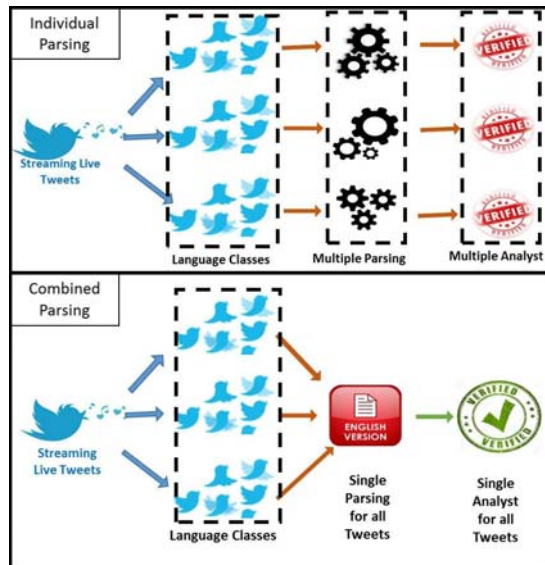 Individual
Parsing
Streaming Live
Tweets
VERIFIED
VERIFIED
VERIFIED
Language Classes
Multiple Parsing
Multiple Analyst
Combined
Parsing
Streaming
Live Tweets
Language Classes
ENGLISH
VERSION
Single
Parsing
for all
Tweets
VERIFIED
VERIFIED
Single
Analyst
for all
Tweets